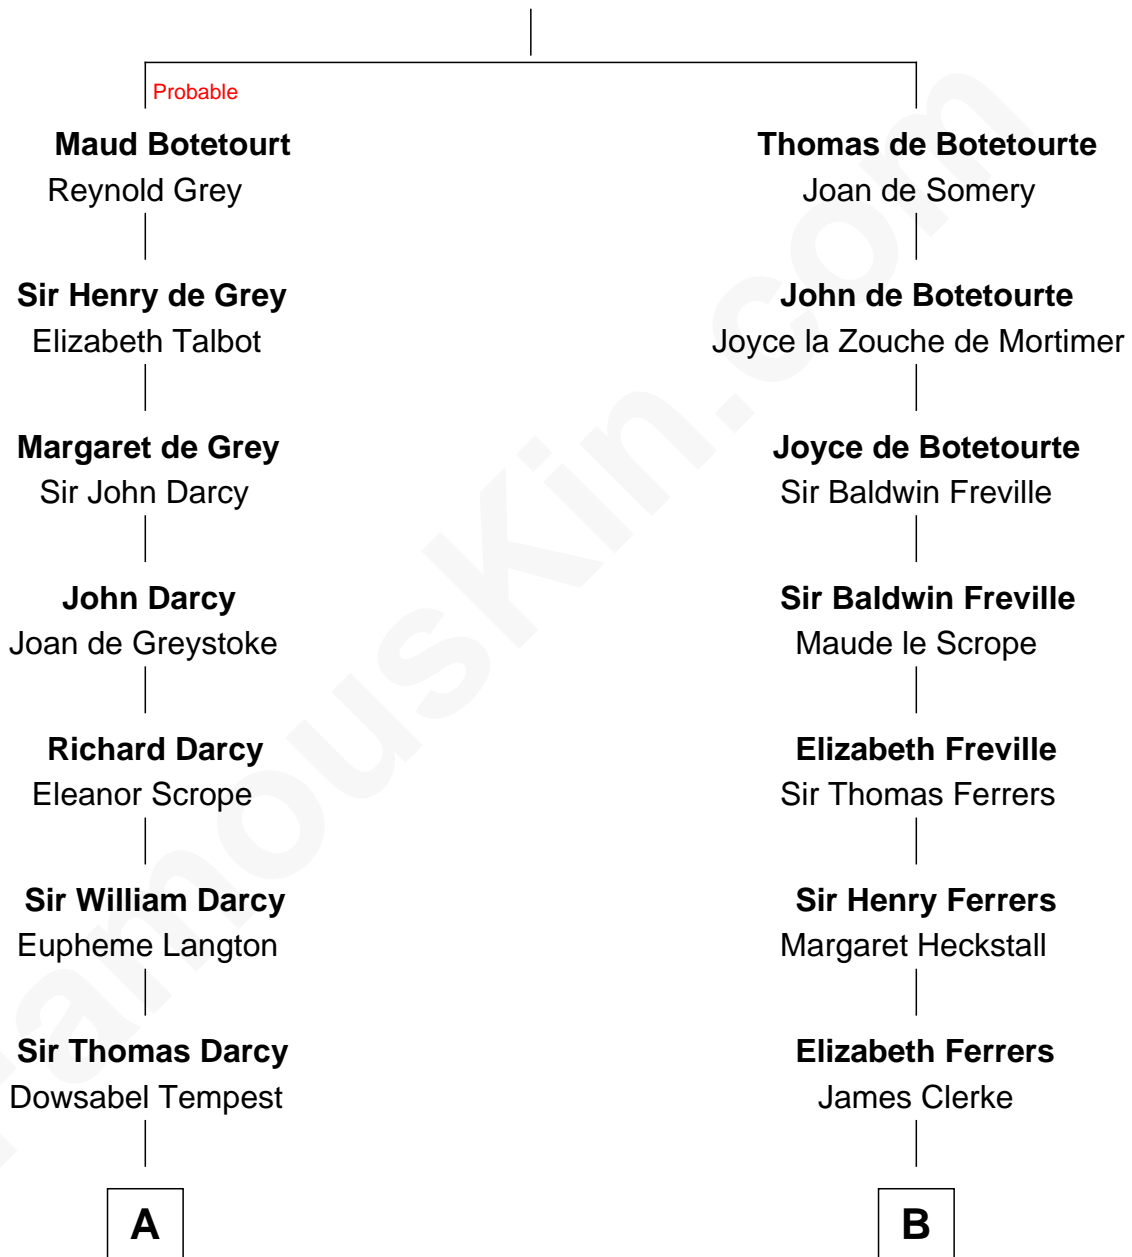 Probable
Maud Botetourt
Reynold Grey
Sir Henry de Grey
Elizabeth Talbot
Margaret de Grey
Sir John Darcy
John Darcy
Joan de Greystoke
Richard Darcy
Eleanor Scrope
Sir William Darcy
Eupheme Langton
Sir Thomas Darcy
Dowsabel Tempest
A
Thomas de Botetourte
Joan de Somery
John de Botetourte
Joyce la Zouche de Mortimer
Joyce de Botetourte
Sir Baldwin Freville
Sir Baldwin Freville
Maude le Scrope
Elizabeth Freville
Sir Thomas Ferrers
Sir Henry Ferrers
Margaret Heckstall
Elizabeth Ferrers
James Clerke
B
FamousKin.com